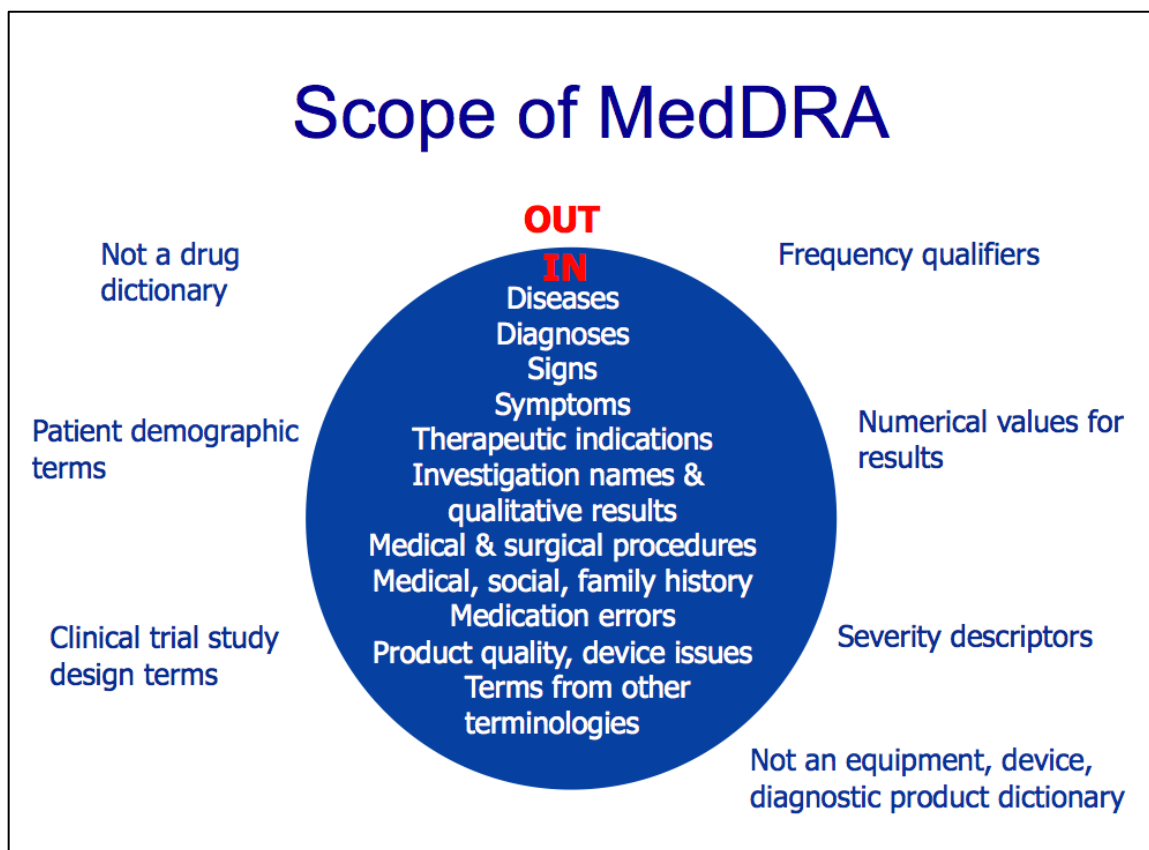 Scope of MedDRA
OUT
IN
Not a drug
dictionary
Patient demographic
terms
Clinical trial study
design terms
Diseases
Diagnoses
Signs
Symptoms
Therapeutic indications
Investigation names &
qualitative results
Medical & surgical procedures
Medical, social, family history
Medication errors
Product quality, device issues
Terms from other
terminologies
Frequency qualifiers
Numerical values for
results
Severity descriptors
Not an equipment, device,
diagnostic product dictionary